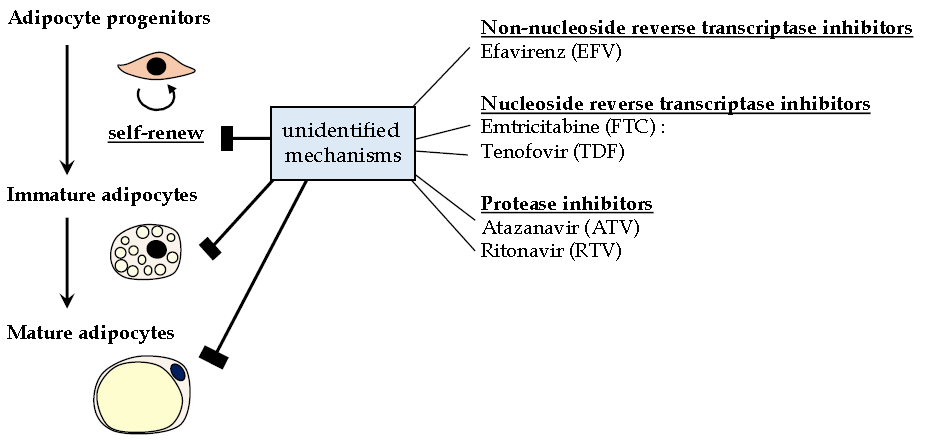 Adipocyte progenitors
self-renew
Immature adipocytes
Mature adipocytes
unidentified
mechanisms
Non-nucleoside reverse transcriptase inhibitors
Efavirenz (EFV)
Nucleoside reverse transcriptase inhibitors
Emtricitabine (FTC) :
Tenofovir (TDF)
Protease inhibitors
Atazanavir (ATV)
Ritonavir (RTV)